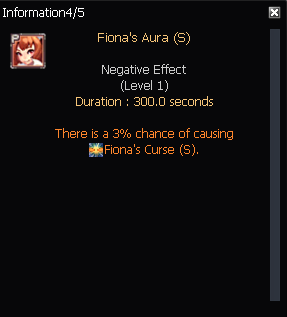 Information4/5
P
Fiona's Aura (S)
Negative Effect
(Level 1)
Duration : 300.0 seconds
There is a 3% chance of causing
Fiona's Curse (S).